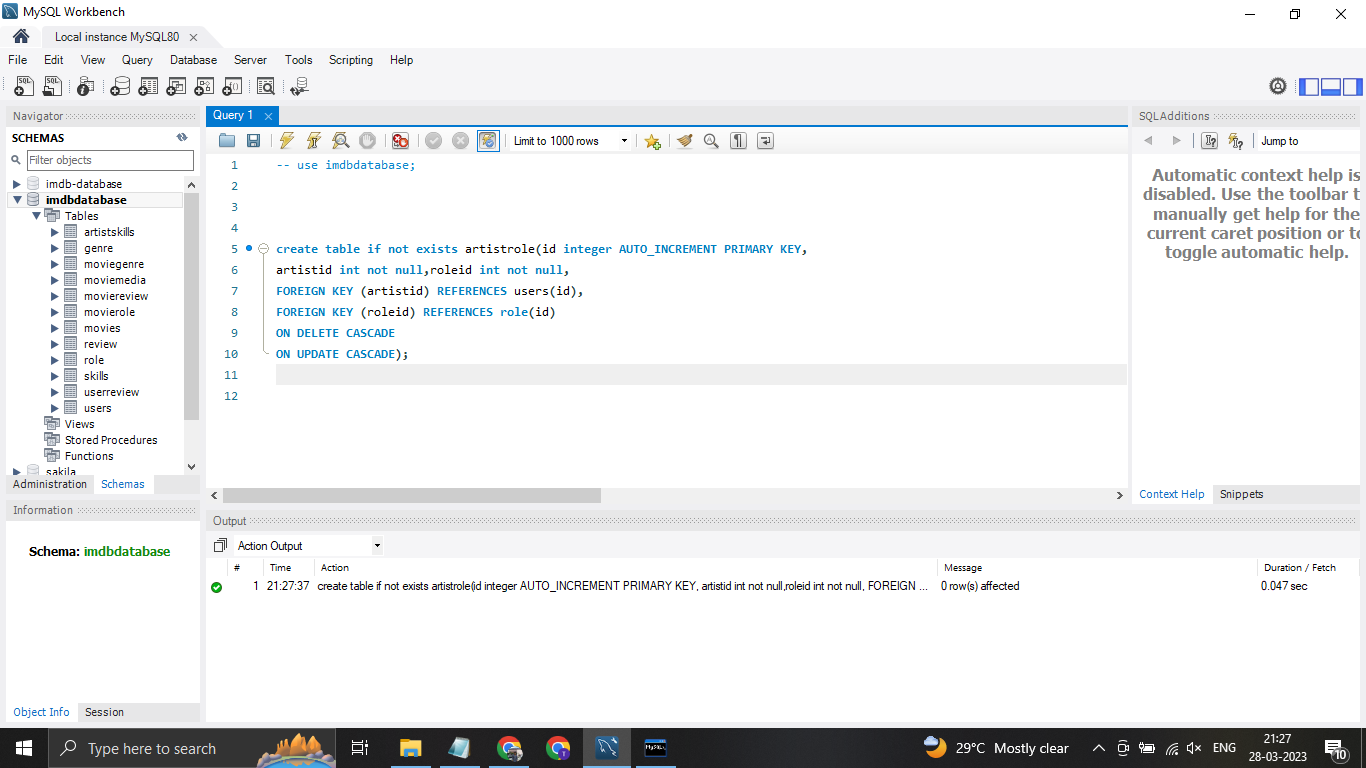 MySQL Workbench
Local instance MySQL80
File Edit View Query Database Server Tools Scripting Help
Navigator
SCHEMAS
Filter objects
imdb-database
imdbdatabase
Tables
artistskills
genre
moviegenre
moviemedia
moviereview
movierole
movies
review
role
skills
userreview
users
Views
Stored Procedures
Functions
sakila
Administration Schemas
Information
Schema: imdbdatabase
Object Info Session
Query 1
Limit to 1000 rows
1 -- use imdbdatabase;
2
3
4
5 create table if not exists artistrole(id integer AUTO_INCREMENT PRIMARY KEY,
6 artistid int not null,roleid int not null,
7 FOREIGN KEY (artistid) REFERENCES users(id),
8 FOREIGN KEY (roleid) REFERENCES role(id)
9 ON DELETE CASCADE
10 ON UPDATE CASCADE);
11
12
SQLAdditions
Jump to
Automatic context help is
disabled. Use the toolbar t
manually get help for the
current caret position or to
toggle automatic help.
Context Help Snippets
Output
Action Output
# Time Action Message Duration / Fetch
1 21:27:37 create table if not exists artistrole(id integer AUTO_INCREMENT PRIMARY KEY, artistid int not null,roleid int not null, FOREIGN ... 0 row(s) affected 0.047 sec
Type here to search
29°C Mostly clear
ENG
21:27
28-03-2023
10